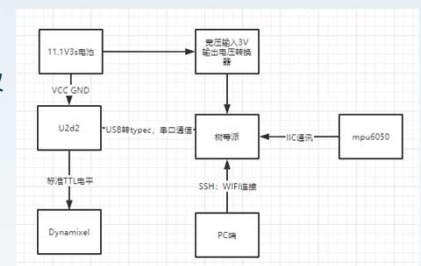 11.1V3s电池
宽压输入3V
输出电压转换
器
VCC GND
U2d2
USB转typec，串口通信
树莓派
IIC通讯
mpu6050
标准TTL电平
SSH；WIFI连接
Dynamixel
PC端